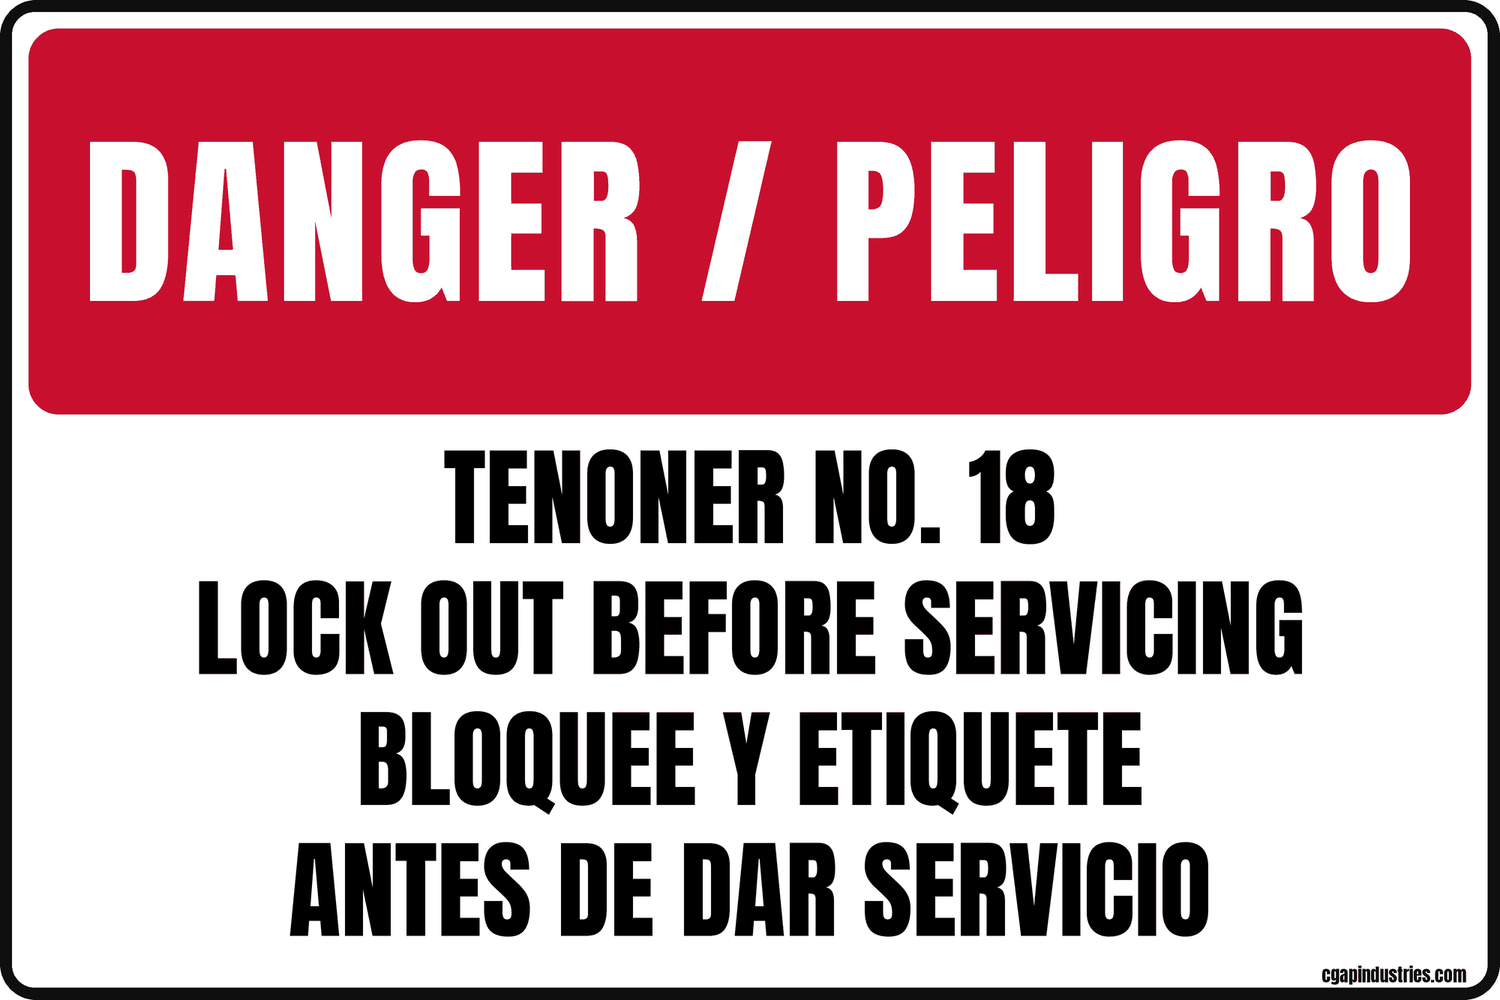 DANGER / PELIGRO
TENONER NO. 18
LOCK OUT BEFORE SERVICING
BLOQUEE Y ETIQUETE
ANTES DE DAR SERVICIO
cgapindustries.com